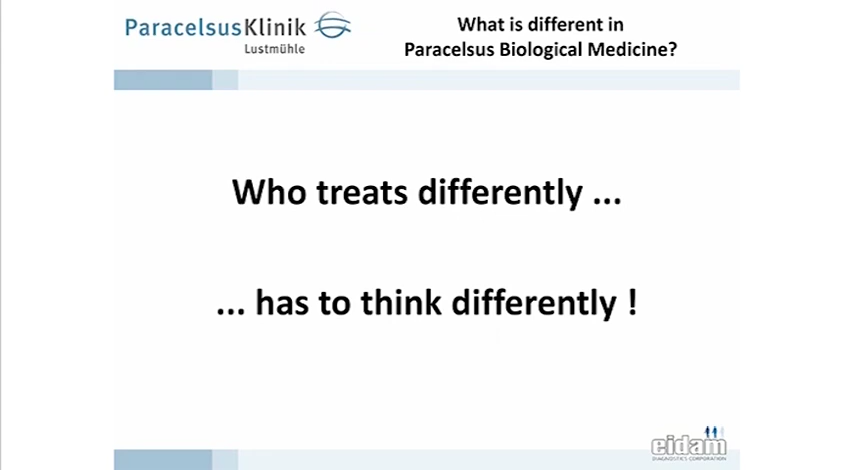 ParacelsusKlinik
Lustmühle
What is different in
Paracelsus Biological Medicine?
Who treats differently ...
... has to think differently !
eidam
DIAGNOSTICS CORPORATION